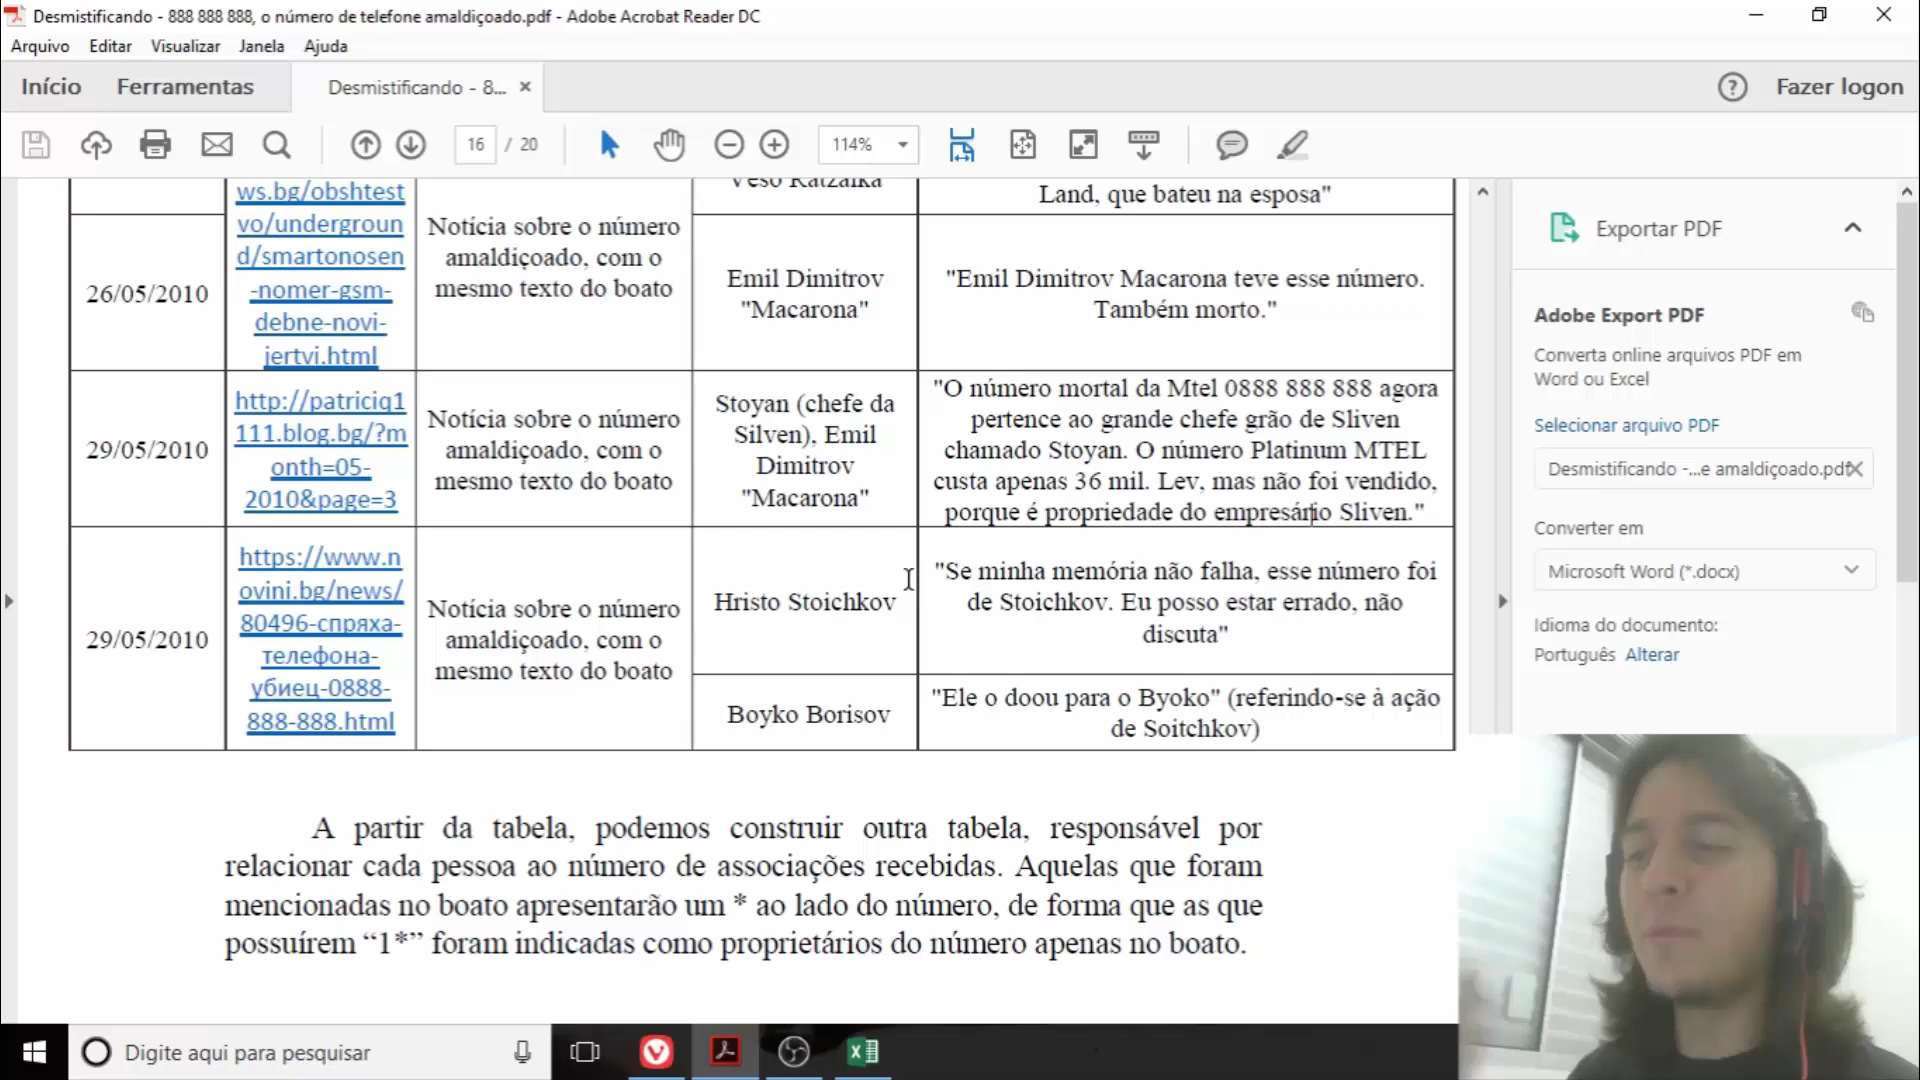 Desmistificando - 888 888 888, o número de telefone amaldiçoado.pdf - Adobe Acrobat Reader DC
Arquivo Editar Visualizar Janela Ajuda
Início Ferramentas Desmistificando - 8... × ? Fazer logon
16 / 20 114%
ws.bg/obshtest
vo/undergroun
d/smartonosen
-nomer-gsm-
debne-novi-
jertvi.html
Veso Katzaika
Land, que bateu na esposa"
26/05/2010
Notícia sobre o número
amaldiçoado, com o
mesmo texto do boato
Emil Dimitrov
"Macarona"
"Emil Dimitrov Macarona teve esse número.
Também morto."
29/05/2010
http://patriciq1
111.blog.bg/?m
onth=05-
2010&page=3
Notícia sobre o número
amaldiçoado, com o
mesmo texto do boato
Stoyan (chefe da
Silven), Emil
Dimitrov
"Macarona"
"O número mortal da Mtel 0888 888 888 agora
pertence ao grande chefe grão de Sliven
chamado Stoyan. O número Platinum MTEL
custa apenas 36 mil. Lev, mas não foi vendido,
porque é propriedade do empresário Sliven."
29/05/2010
https://www.n
ovini.bg/news/
80496-спряха-
телефона-
убиец-0888-
888-888.html
Notícia sobre o número
amaldiçoado, com o
mesmo texto do boato
Hristo Stoichkov
"Se minha memória não falha, esse número foi
de Stoichkov. Eu posso estar errado, não
discuta"
Boyko Borisov
"Ele o doou para o Byoko" (referindo-se à ação
de Soitchkov)
A partir da tabela, podemos construir outra tabela, responsável por
relacionar cada pessoa ao número de associações recebidas. Aquelas que foram
mencionadas no boato apresentarão um * ao lado do número, de forma que as que
possuírem “1*” foram indicadas como proprietários do número apenas no boato.
Exportar PDF
Adobe Export PDF
Converta online arquivos PDF em
Word ou Excel
Selecionar arquivo PDF
Desmistificando -...e amaldiçoado.pdf
Converter em
Microsoft Word (*.docx)
Idioma do documento:
Português Alterar
Digite aqui para pesquisar